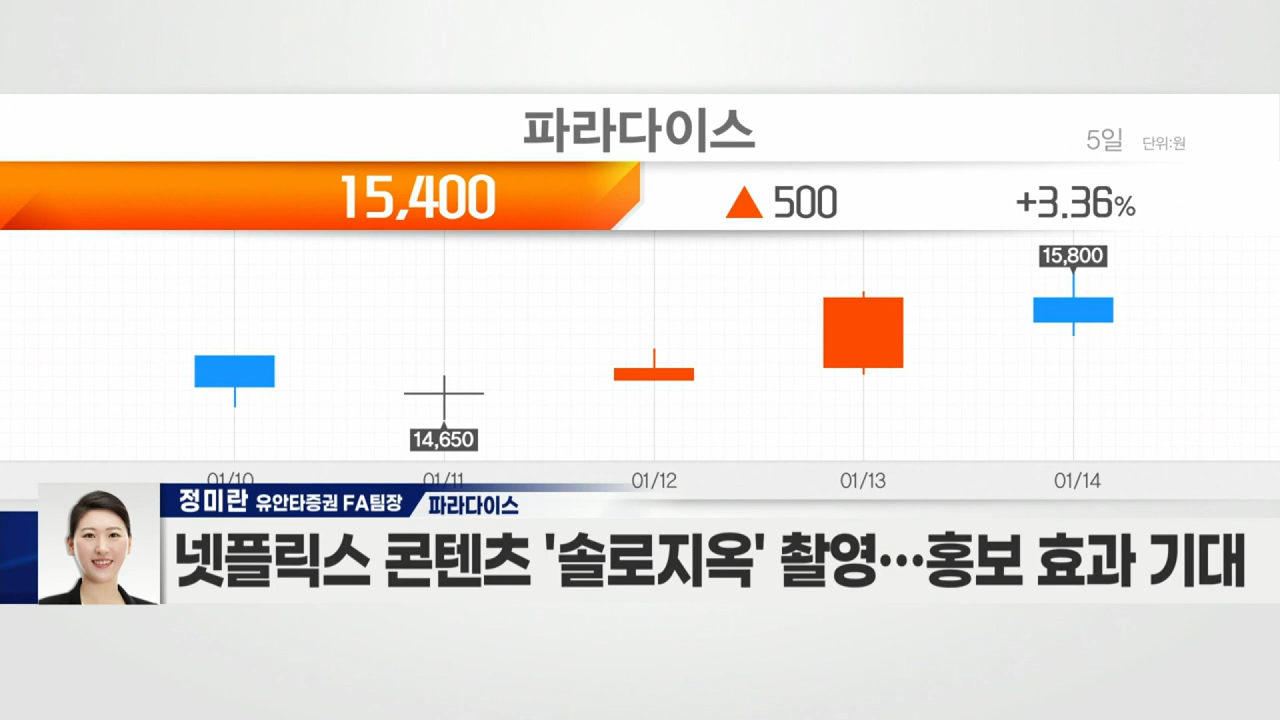 파라다이스
5일 단위:원
15,400 ▲ 500 +3.36%
15,800
14,650
01/10 01/11 01/12 01/13 01/14
정미란 유안타증권 FA팀장 파라다이스
넷플릭스 콘텐츠 '솔로지옥' 촬영…홍보 효과 기대